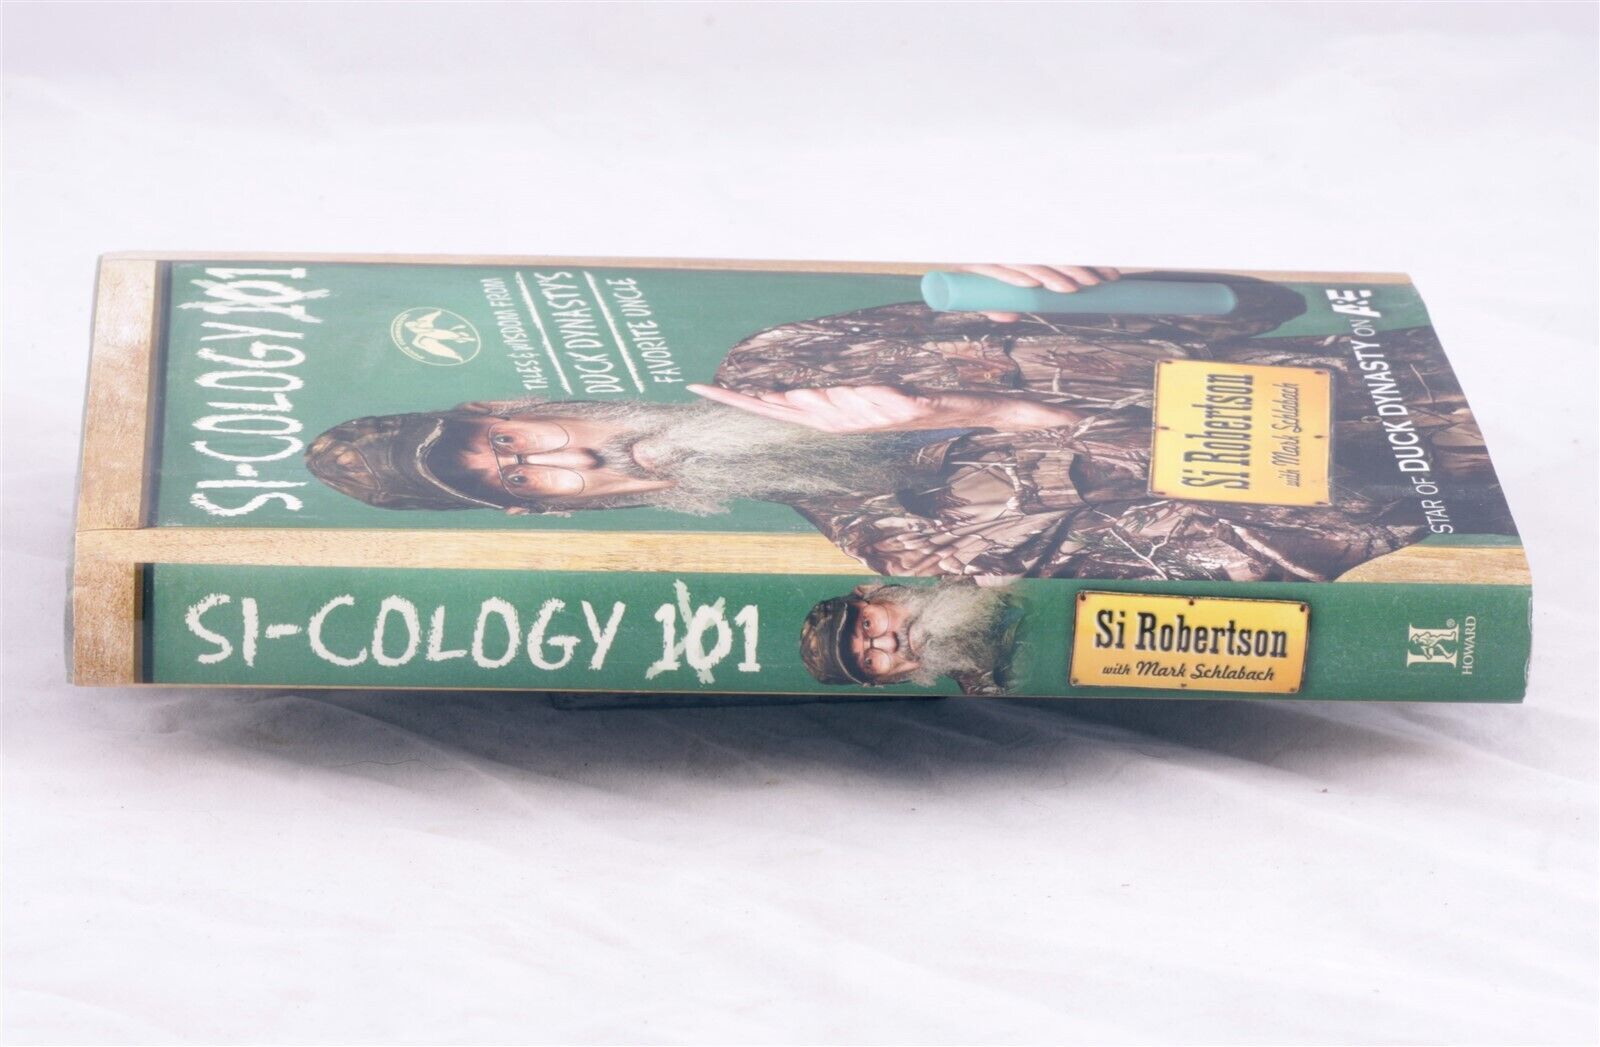 SI-COLOGY 101
TALES & WISDOM FROM
DUCK DYNASTY'S
FAVORITE UNCLE
Si Robertson
with Mark Schlabach
STAR OF DUCK DYNASTY ON A&E
SI-COLOGY 101
Si Robertson
with Mark Schlabach
H®
HOWARD